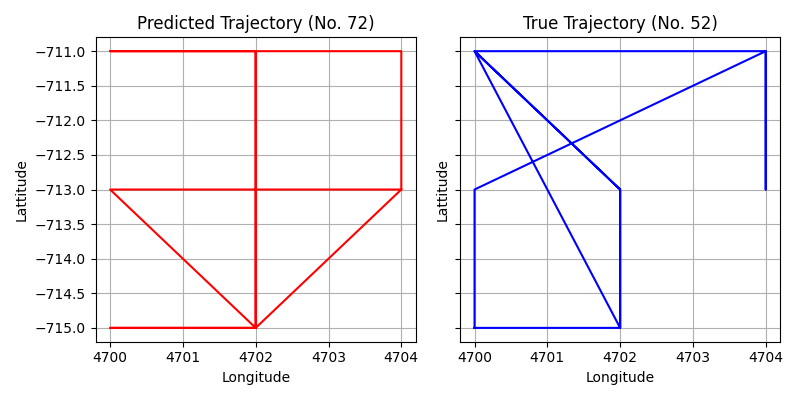 Predicted Trajectory (No. 72)
−711.0
−711.5
−712.0
−712.5
−713.0
−713.5
−714.0
−714.5
−715.0
Lattitude
4700 4701 4702 4703 4704
Longitude
True Trajectory (No. 52)
Lattitude
4700 4701 4702 4703 4704
Longitude